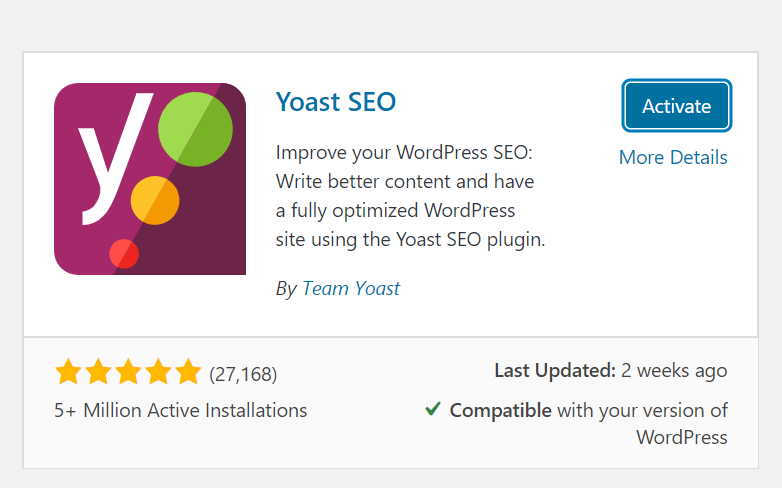 y
Yoast SEO
Activate
Improve your WordPress SEO:
More Details
Write better content and have
a fully optimized WordPress
site using the Yoast SEO plugin.
By Team Yoast
(27,168)
Last Updated: 2 weeks ago
5+ Million Active Installations
Compatible with your version of
WordPress